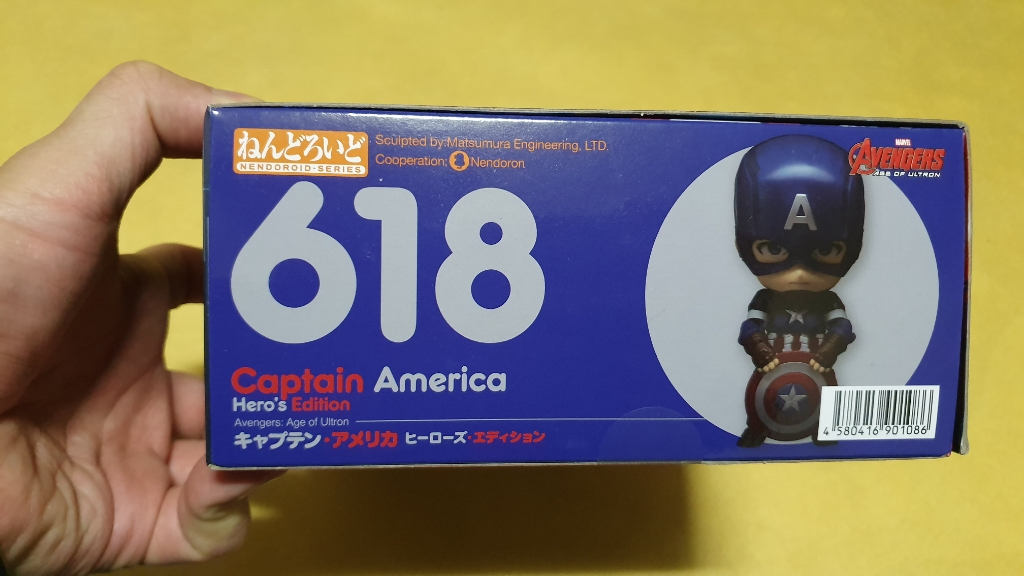 ねんどろいど
NENDOROID-SERIES
Sculpted by:Matsumura Engineering, LTD.
Cooperation: Nendoron
618
Captain America
Hero's Edition
Avengers: Age of Ultron
キャプテン・アメリカ ヒーローズ・エディション
MARVEL
AVENGERS
AGE OF ULTRON
A
4 580416 901086